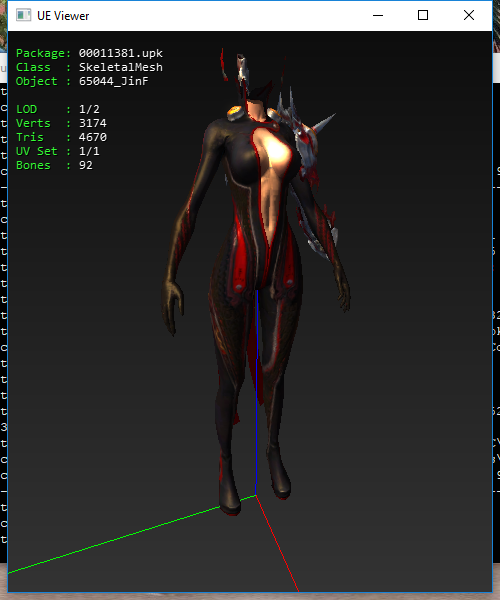 UE Viewer
Package: 00011381.upk
Class : SkeletalMesh
Object : 65044_JinF
LOD : 1/2
Verts : 3174
Tris : 4670
UV Set : 1/1
Bones : 92